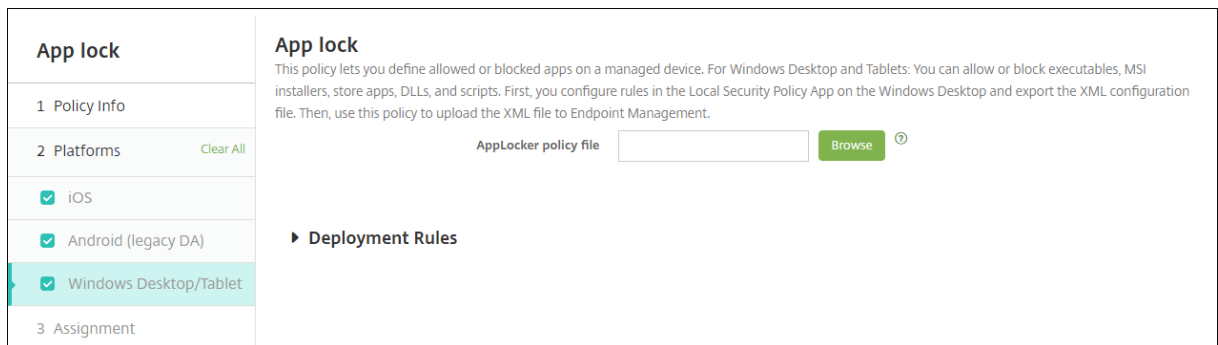 App lock
1 Policy Info
2 Platforms Clear All
iOS
Android (legacy DA)
Windows Desktop/Tablet
3 Assignment
App lock
This policy lets you define allowed or blocked apps on a managed device. For Windows Desktop and Tablets: You can allow or block executables, MSI
installers, store apps, DLLs, and scripts. First, you configure rules in the Local Security Policy App on the Windows Desktop and export the XML configuration
file. Then, use this policy to upload the XML file to Endpoint Management.
AppLocker policy file Browse ?
Deployment Rules